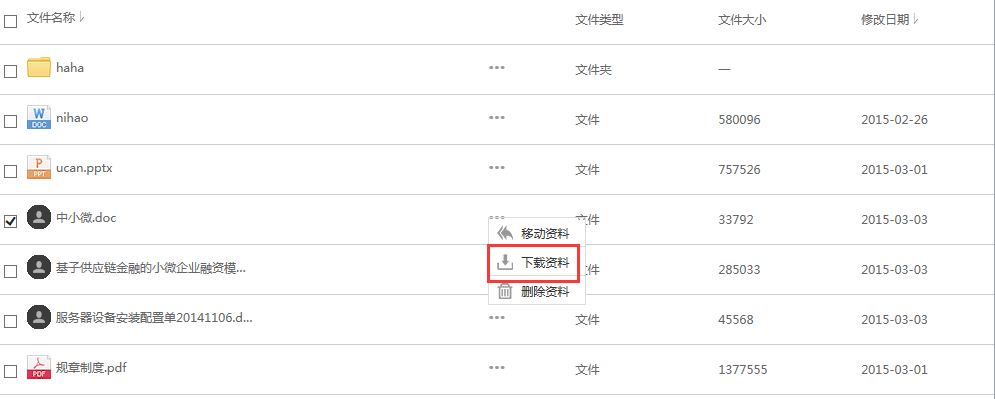 文件名称 文件类型 文件大小 修改日期
haha ••• 文件夹 —
W DOC nihao ••• 文件 580096 2015-02-26
P PPT ucan.pptx ••• 文件 757526 2015-03-01
中小微.doc ••• 文件 33792 2015-03-03
移动资料
基子供应链金融的小微企业融资模... 下载资料 文件 285033 2015-03-03
删除资料
服务器设备安装配置单20141106.d... ••• 文件 45568 2015-03-03
PDF 规章制度.pdf ••• 文件 1377555 2015-03-01